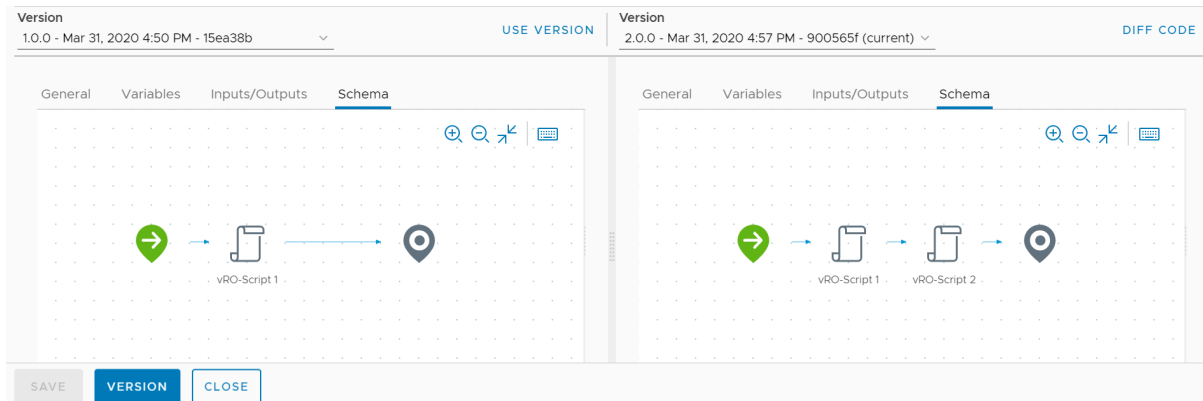 Version
1.0.0 - Mar 31, 2020 4:50 PM - 15ea38b
USE VERSION
General Variables Inputs/Outputs Schema
vRO-Script 1
Version
2.0.0 - Mar 31, 2020 4:57 PM - 900565f (current)
DIFF CODE
General Variables Inputs/Outputs Schema
vRO-Script 1 vRO-Script 2
SAVE VERSION CLOSE